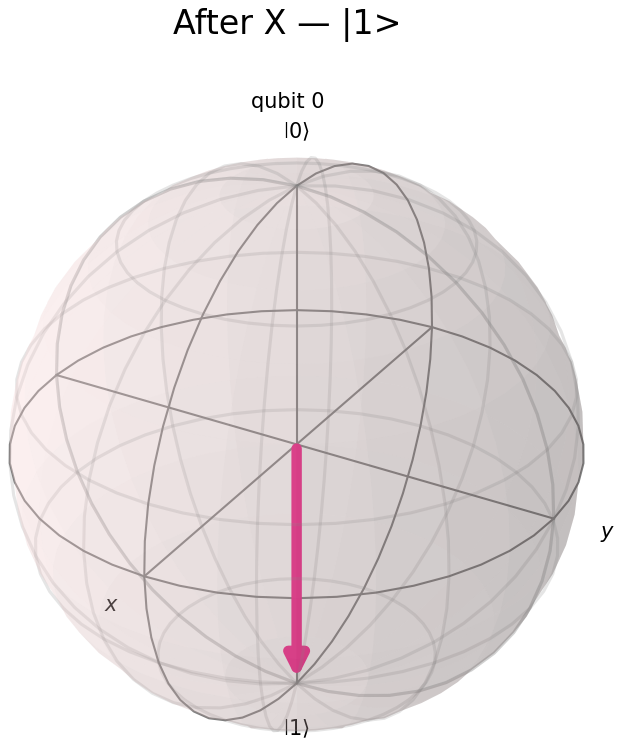 After X — |1>
qubit 0
|0⟩
y
x
|1⟩